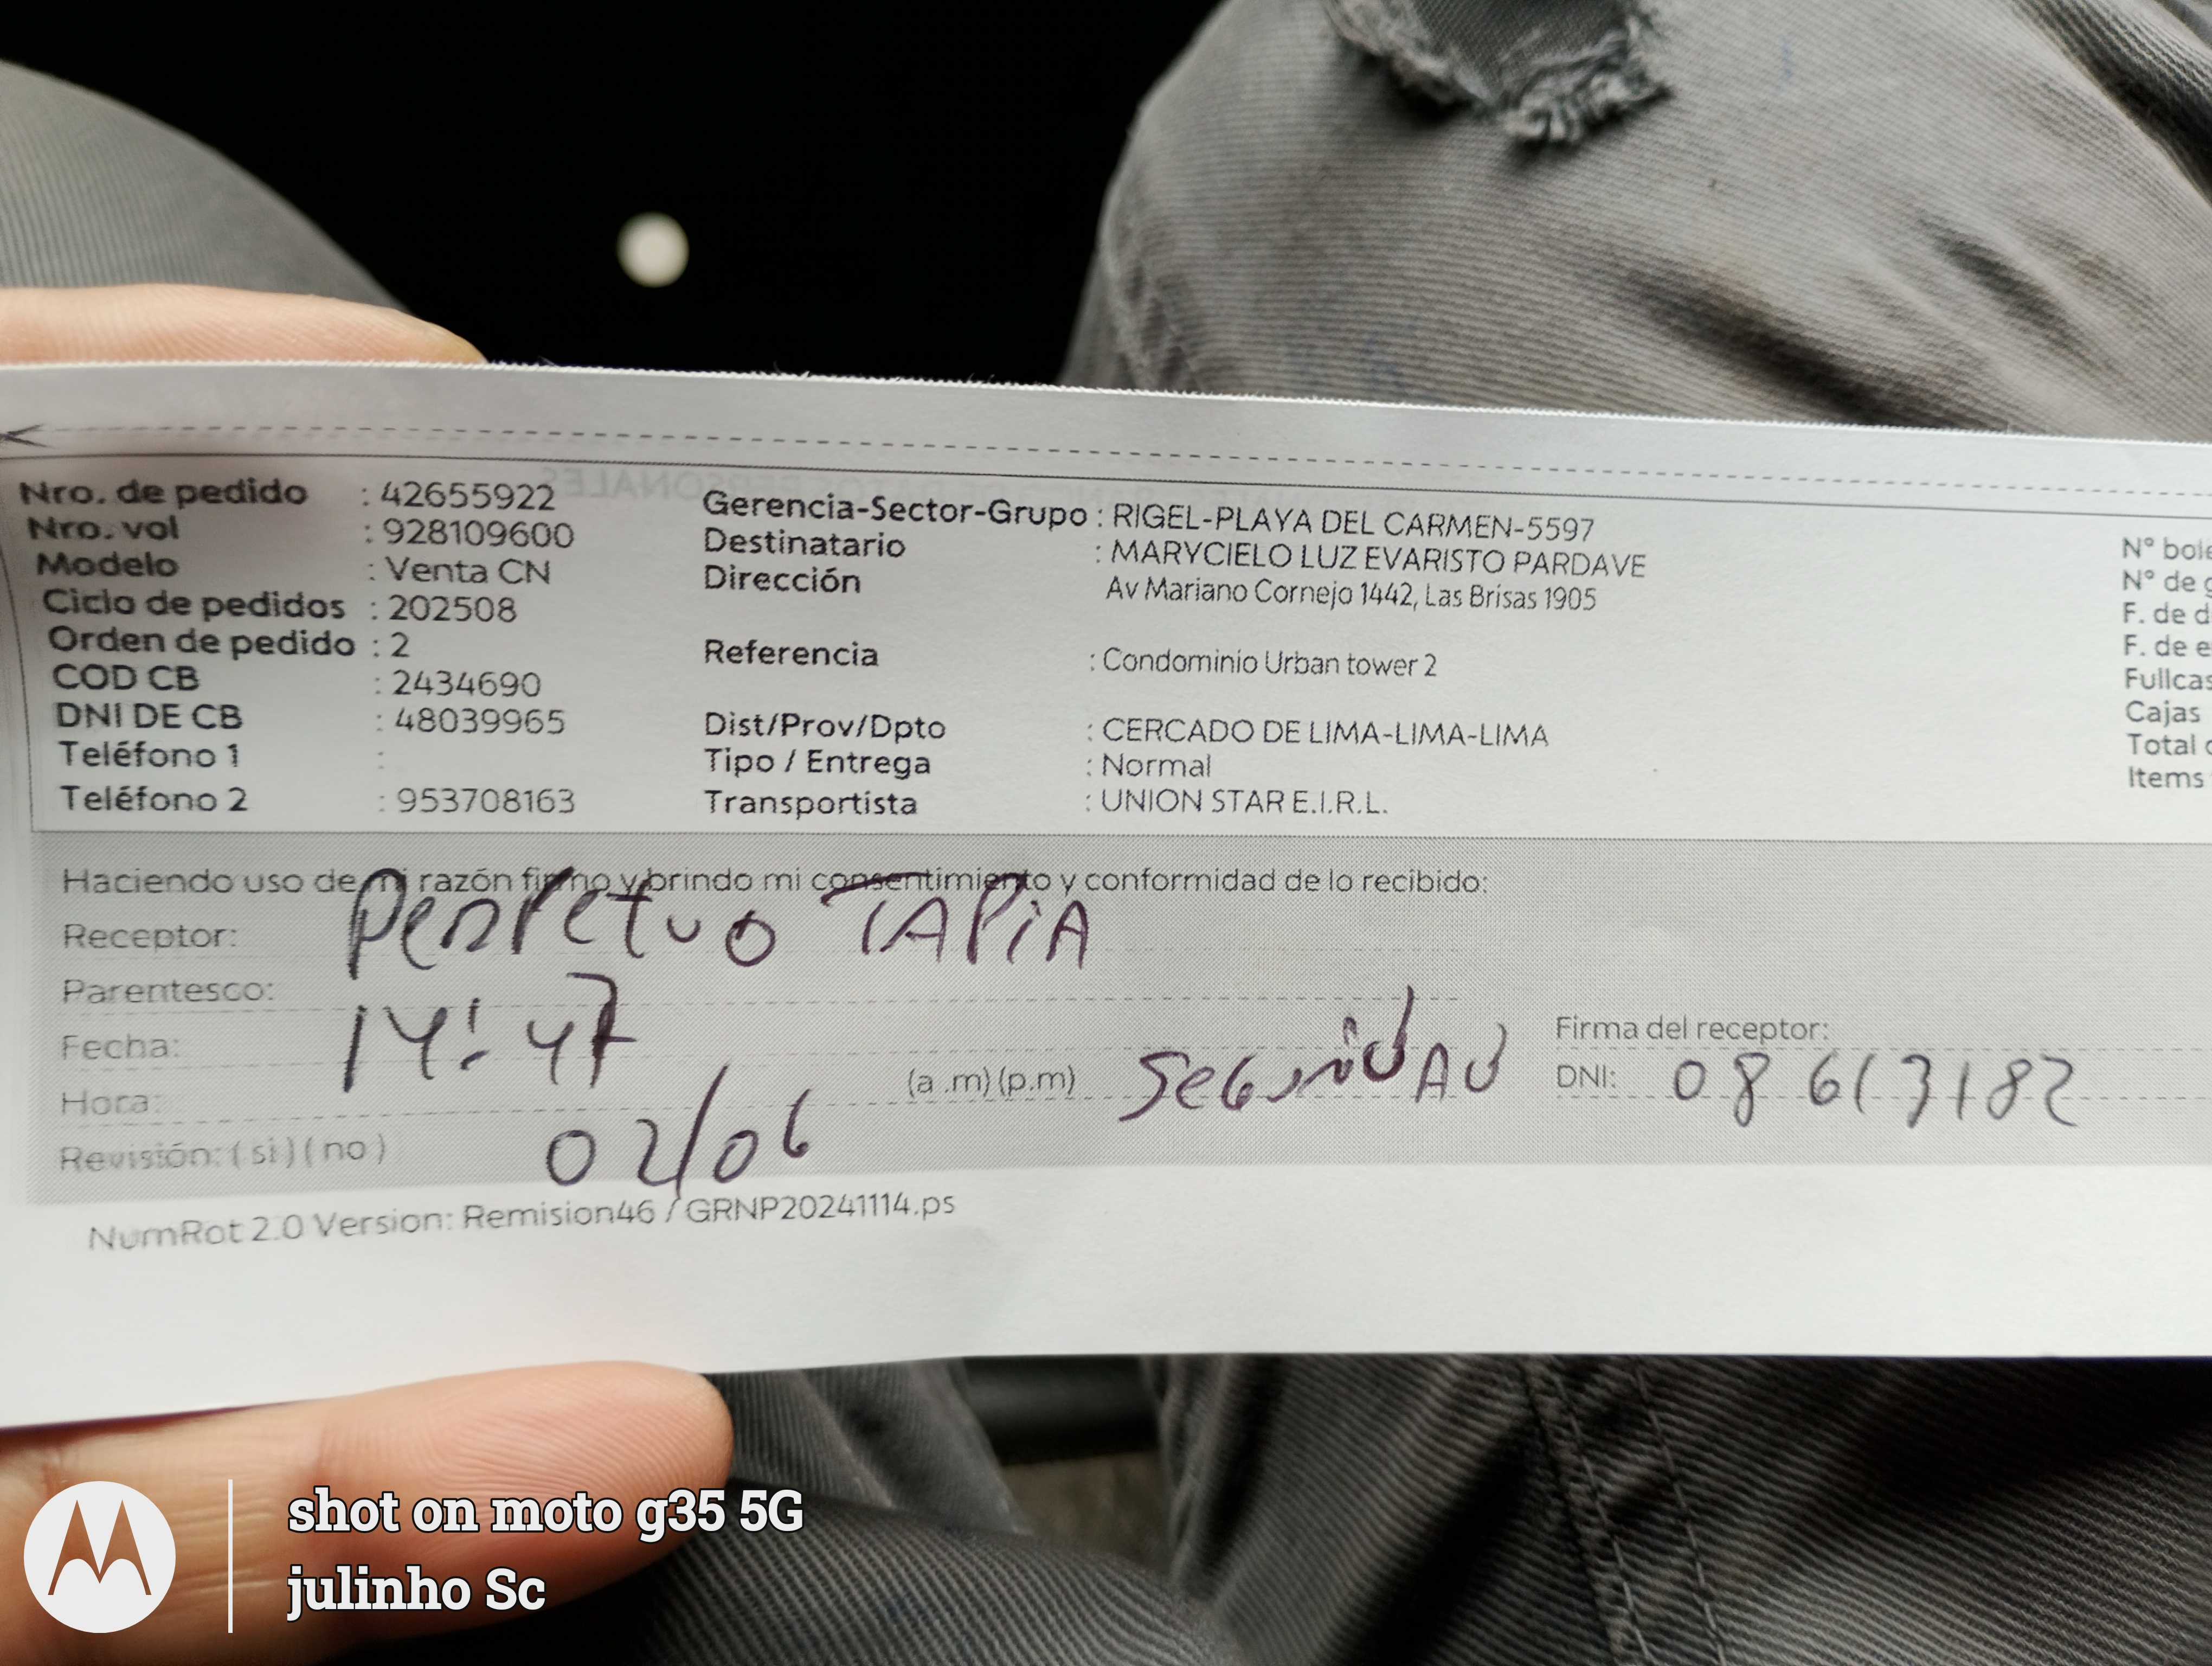 Nro. de pedido : 42655922
Nro. vol : 928109600
Modelo : Venta CN
Ciclo de pedidos : 202508
Orden de pedido : 2
COD CB : 2434690
DNI DE CB : 48039965
Teléfono 1 :
Teléfono 2 : 953708163
Gerencia-Sector-Grupo : RIGEL-PLAYA DEL CARMEN-5597
Destinatario : MARYCIELO LUZ EVARISTO PARDAVE
Dirección Av Mariano Cornejo 1442, Las Brisas 1905
Referencia : Condominio Urban tower 2
Dist/Prov/Dpto : CERCADO DE LIMA-LIMA-LIMA
Tipo / Entrega : Normal
Transportista : UNION STAR E.I.R.L.
N° bole
N° de g
F. de d
F. de e
Fullcas
Cajas
Total
Items
Haciendo uso de mi razón firmo y brindo mi consentimiento y conformidad de lo recibido:
Receptor: TAPiA
Parentesco:
Fecha: 14:47
Hora: (a .m) (p.m) SeguridAd
Revisión: ( si ) ( no ) 02/06
Firma del receptor:
DNI: 08613182
NumRot 2.0 Version: Remision46 / GRNP20241114.ps
shot on moto g35 5G
julinho Sc